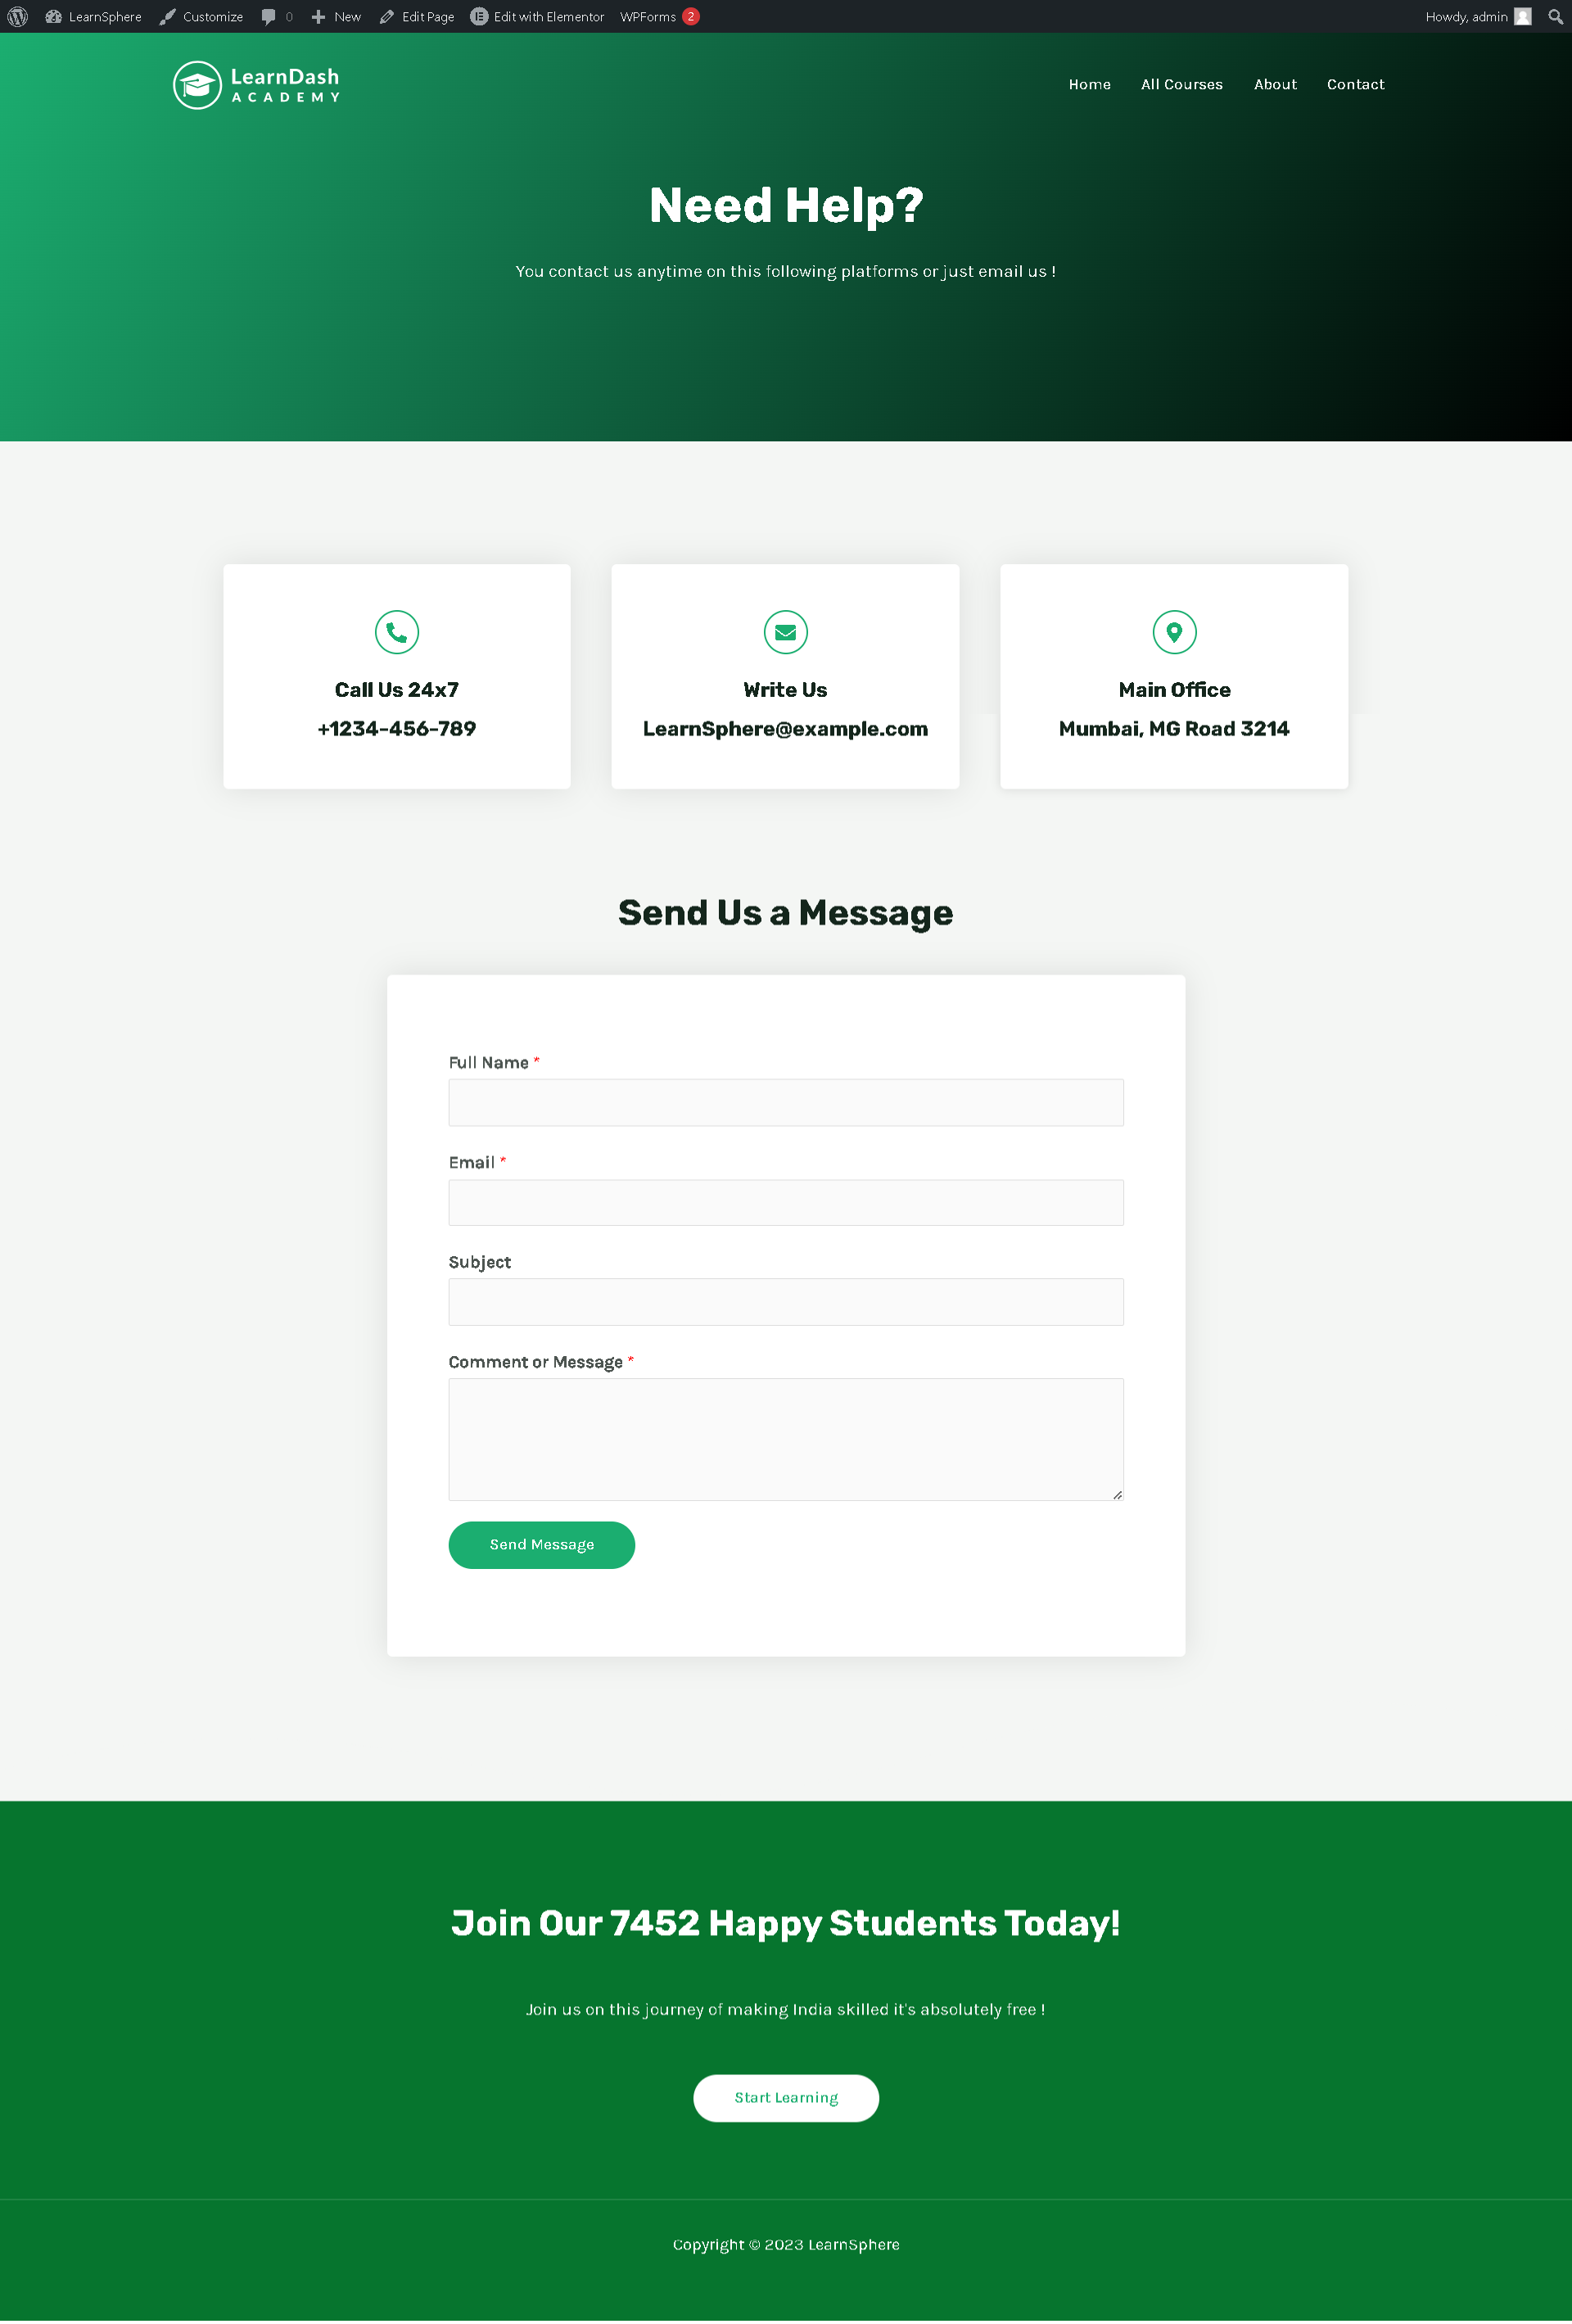 LearnSphere Customize 0 New Edit Page Edit with Elementor WPForms 2 Howdy, admin
LearnDash
ACADEMY
Home All Courses About Contact
Need Help?
You contact us anytime on this following platforms or just email us !
Call Us 24x7
+1234-456-789
Write Us
LearnSphere@example.com
Main Office
Mumbai, MG Road 3214
Send Us a Message
Full Name *
Email *
Subject
Comment or Message *
Send Message
Join Our 7452 Happy Students Today!
Join us on this journey of making India skilled it's absolutely free !
Start Learning
Copyright © 2023 LearnSphere